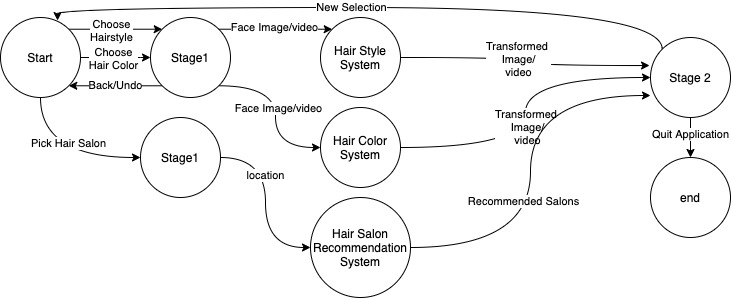 New Selection
Choose
Hairstyle
Face Image/video
Start
Choose
Hair Color
Stage1
Hair Style
System
Transformed
Image/
video
Stage 2
Back/Undo
Face Image/video
Hair Color
System
Transformed
Image/
video
Quit Application
Pick Hair Salon
Stage1
location
Recommended Salons
end
Hair Salon
Recommendation
System